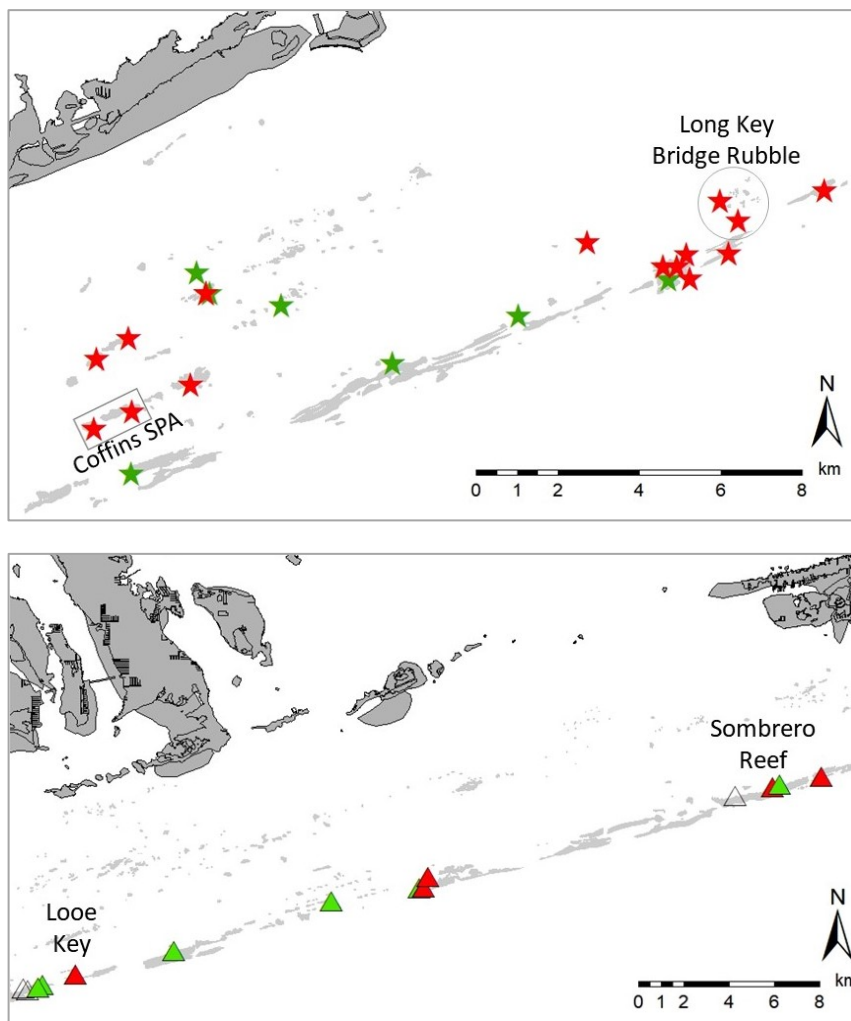 Long Key
Bridge Rubble
Coffins SPA
N
km
0 1 2 4 6 8
Sombrero
Reef
Looe
Key
N
km
0 1 2 4 6 8